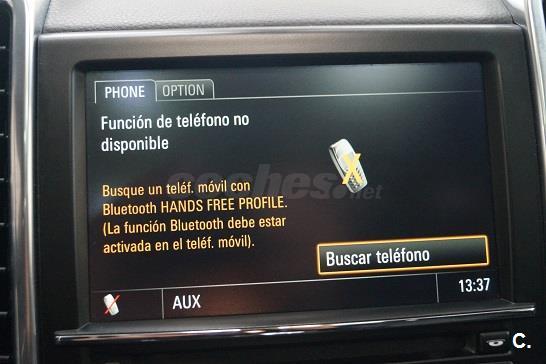 PHONE
OPTION
Función de teléfono no
disponible
Busque un teléf. móvil con
Bluetooth HANDS FREE PROFILE.
(La función Bluetooth debe estar
activada en el teléf. móvil).
Buscar teléfono
AUX
13:37
coches.net
C.